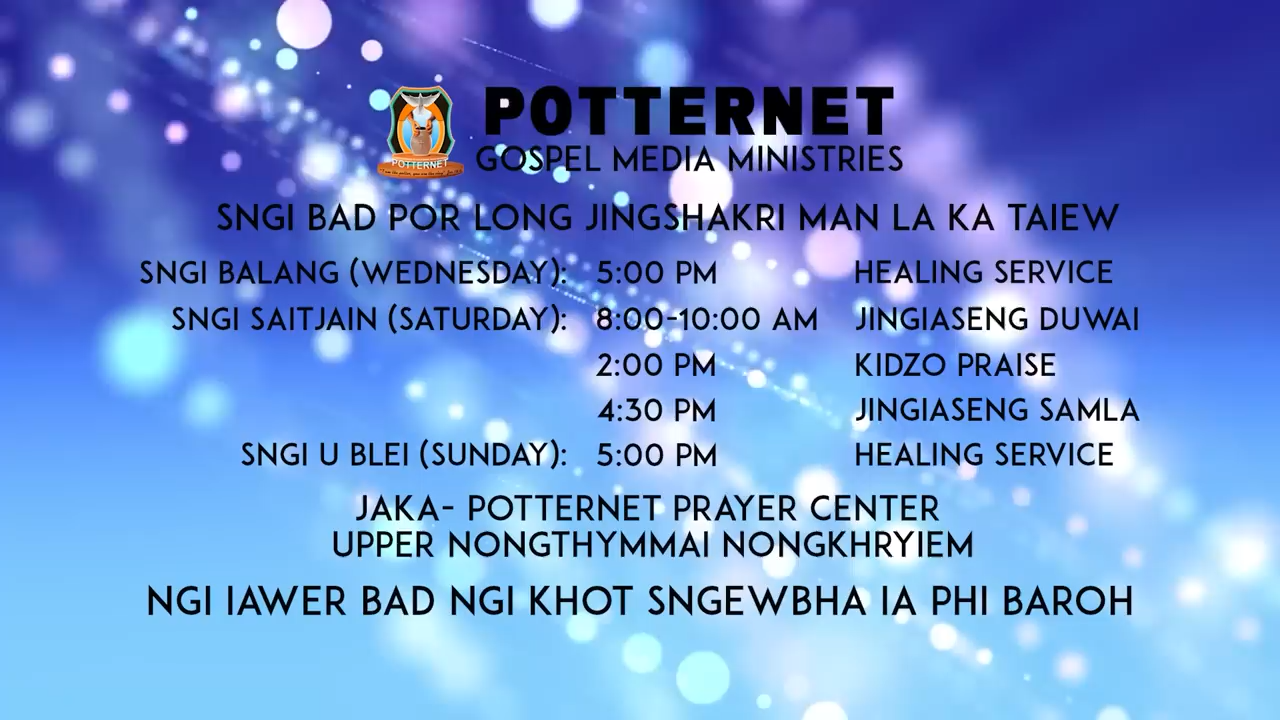 POTTERNET
POTTERNET
GOSPEL MEDIA MINISTRIES
SNGI BAD POR LONG JINGSHAKRI MAN LA KA TAIEW
SNGI BALANG (WEDNESDAY): 5:00 PM HEALING SERVICE
SNGI SAITJAIN (SATURDAY): 8:00-10:00 AM JINGIASENG DUWAI
2:00 PM KIDZO PRAISE
4:30 PM JINGIASENG SAMLA
SNGI U BLEI (SUNDAY): 5:00 PM HEALING SERVICE
JAKA- POTTERNET PRAYER CENTER
UPPER NONGTHYMMAI NONGKHRYIEM
NGI IAWER BAD NGI KHOT SNGEWBHA IA PHI BAROH